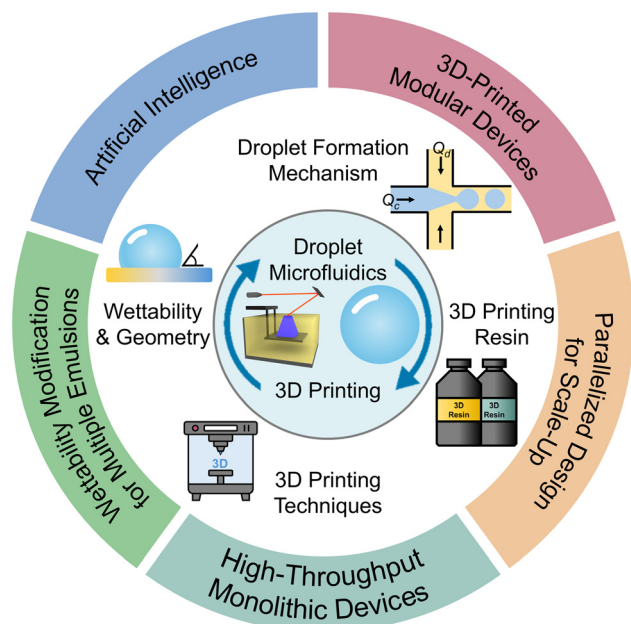 Artificial Intelligence
3D-Printed
Modular Devices
Droplet Formation
Mechanism
Q_d
Q_c
Droplet
Microfluidics
3D Printing
Wettability
& Geometry
3D Printing
Resin
3D
Resin
3D
Resin
3D
3D Printing
Techniques
Wettability Modification
for Multiple Emulsions
Parallelized Design
for Scale-Up
High-Throughput
Monolithic Devices